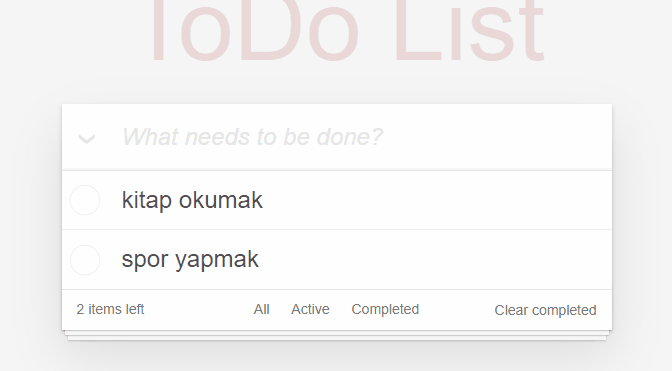 ToDo List
What needs to be done?
kitap okumak
spor yapmak
2 items left All Active Completed Clear completed